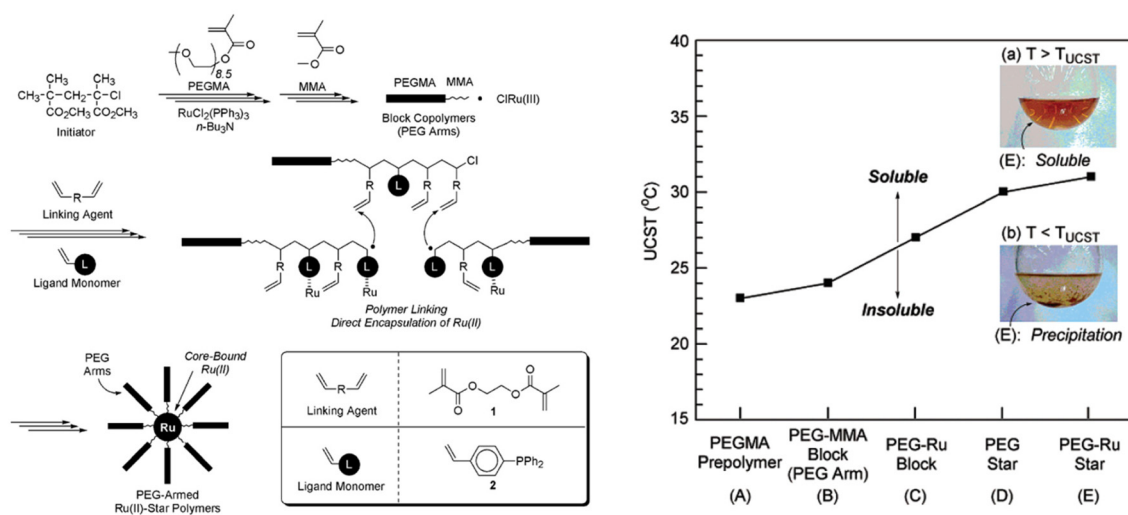 O
O
O
8.5
PEGMA
RuCl2(PPh3)3
n-Bu3N
O
O
MMA
CH3
CH3
CH3
CH2
Cl
CO2CH3
CO2CH3
Initiator
PEGMA
MMA
• ClRu(III)
Block Copolymers
(PEG Arms)
R
Linking Agent
L
Ligand Monomer
Cl
R
L
R
R
R
L
R
L
Ru
Ru
L
R
L
Ru
Polymer Linking
Direct Encapsulation of Ru(II)
PEG
Arms
Core-Bound
Ru(II)
Ru
PEG-Armed
Ru(II)-Star Polymers
R
Linking Agent
O
O
O
O
1
L
Ligand Monomer
PPh2
2
UCST (°C)
40
35
30
25
20
15
(a) T > TUCST
(E): Soluble
Soluble
Insoluble
(b) T < TUCST
(E): Precipitation
PEGMA
Prepolymer
(A)
PEG-MMA
Block
(PEG Arm)
(B)
PEG-Ru
Block
(C)
PEG
Star
(D)
PEG-Ru
Star
(E)